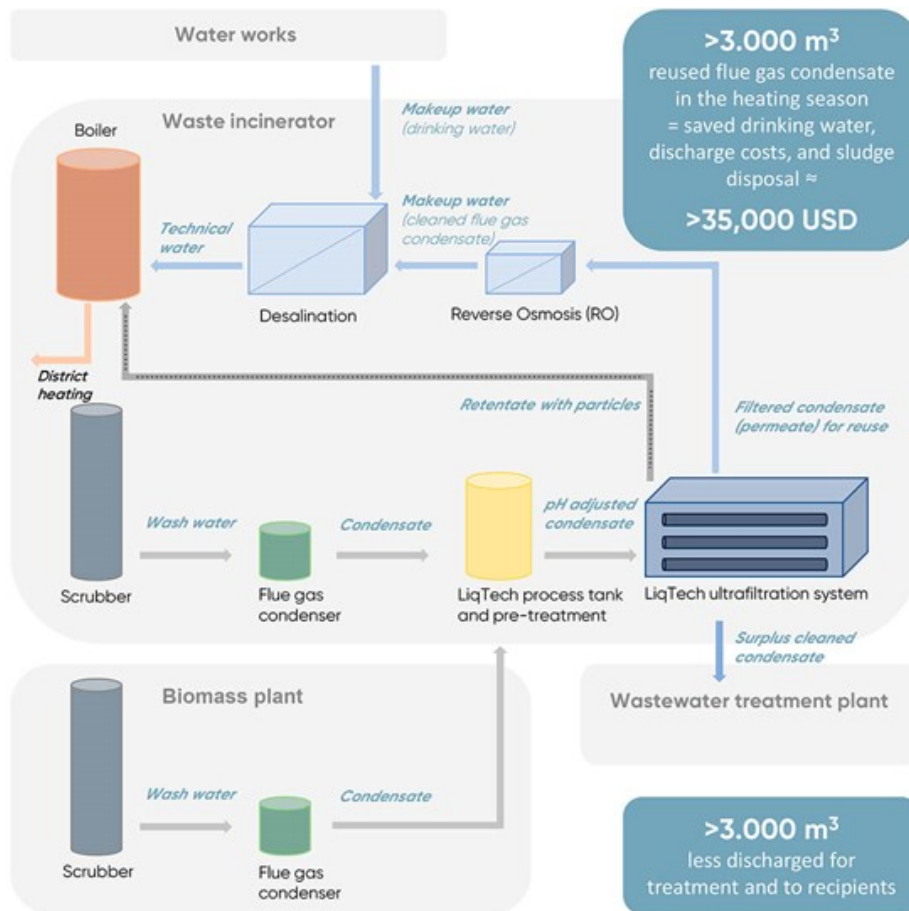 Water works
>3.000 m³
reused flue gas condensate
in the heating season
= saved drinking water,
discharge costs, and sludge
disposal ≈
>35,000 USD
Waste incinerator
Boiler
Makeup water
(drinking water)
Makeup water
(cleaned flue gas
condensate)
Technical
water
Desalination
Reverse Osmosis (RO)
District
heating
Retentate with particles
Filtered condensate
(permeate) for reuse
Wash water
Condensate
pH adjusted
condensate
Scrubber
Flue gas
condenser
LiqTech process tank
and pre-treatment
LiqTech ultrafiltration system
Surplus cleaned
condensate
Biomass plant
Wastewater treatment plant
Wash water
Condensate
Scrubber
Flue gas
condenser
>3.000 m³
less discharged for
treatment and to recipients